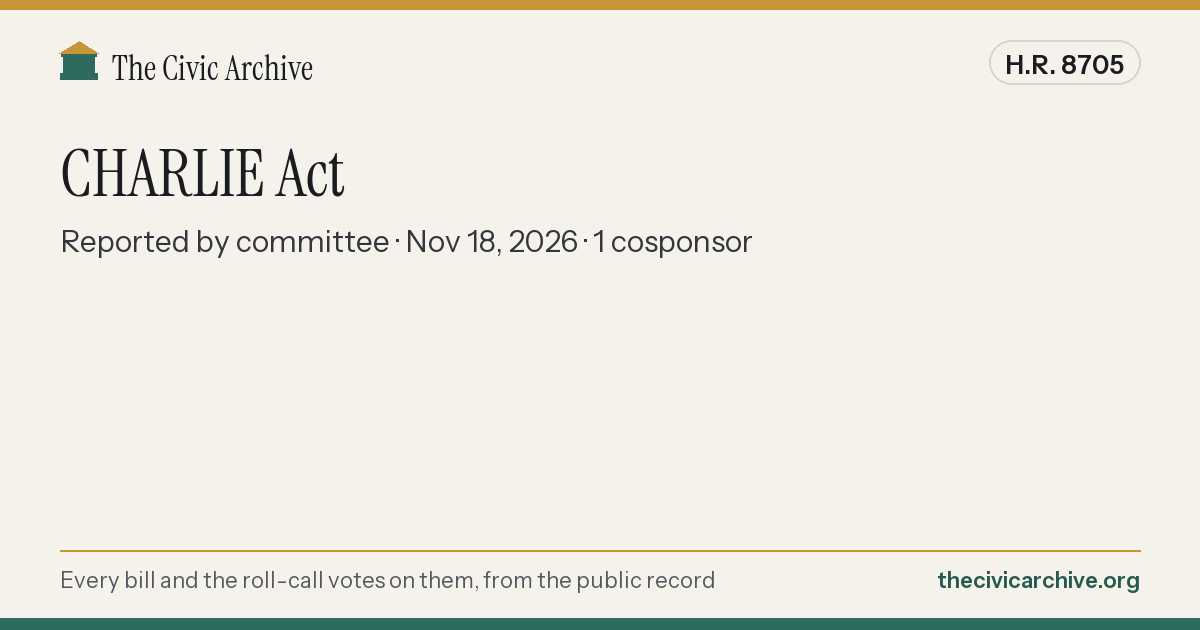 The Civic Archive
H.R. 8705
CHARLIE Act
Reported by committee · Nov 18, 2026 · 1 cosponsor
Every bill and the roll-call votes on them, from the public record
thecivicarchive.org